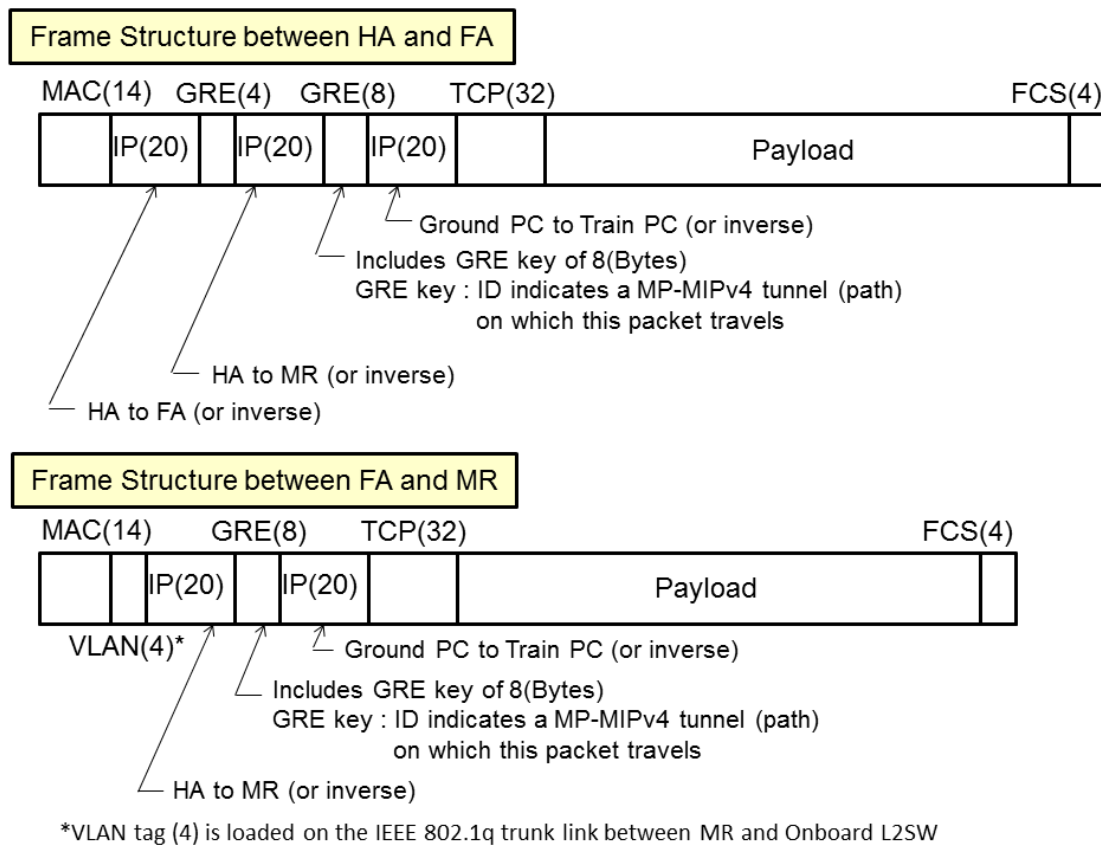 Frame Structure between HA and FA
MAC(14) GRE(4) GRE(8) TCP(32) FCS(4)
IP(20) IP(20) IP(20) Payload
Ground PC to Train PC (or inverse)
Includes GRE key of 8(Bytes)
GRE key : ID indicates a MP-MIPv4 tunnel (path)
on which this packet travels
HA to MR (or inverse)
HA to FA (or inverse)
Frame Structure between FA and MR
MAC(14) GRE(8) TCP(32) FCS(4)
IP(20) IP(20) Payload
VLAN(4)* Ground PC to Train PC (or inverse)
Includes GRE key of 8(Bytes)
GRE key : ID indicates a MP-MIPv4 tunnel (path)
on which this packet travels
HA to MR (or inverse)
*VLAN tag (4) is loaded on the IEEE 802.1q trunk link between MR and Onboard L2SW